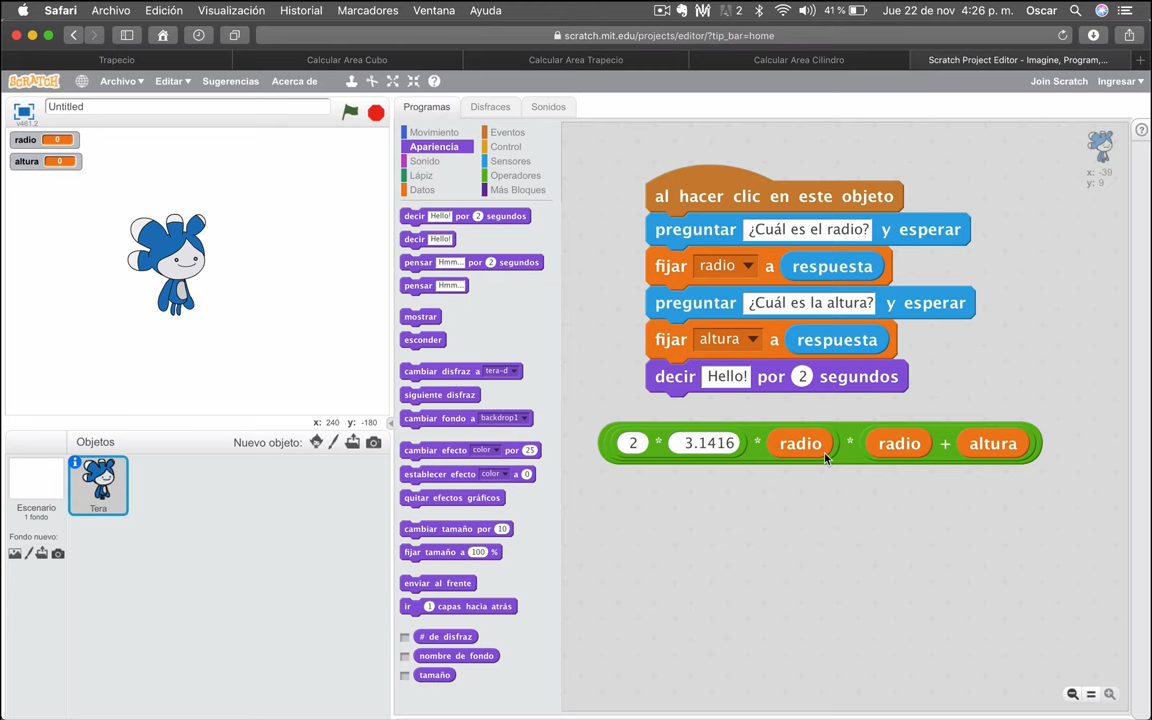 Safari Archivo Edición Visualización Historial Marcadores Ventana Ayuda 2 41 % Jue 22 de nov 4:26 p. m. Oscar
scratch.mit.edu/projects/editor/?tip_bar=home
Trapecio Calcular Area Cubo Calcular Area Trapecio Calcular Area Cilindro Scratch Project Editor - Imagine, Program,...
SCRATCH Archivo Editar Sugerencias Acerca de Join Scratch Ingresar
Untitled
v461.2
radio 0
altura 0
x: 240 y: -180
Objetos Nuevo objeto:
Escenario
1 fondo
Fondo nuevo:
Tera
Programas Disfraces Sonidos
Movimiento Eventos
Apariencia Control
Sonido Sensores
Lápiz Operadores
Datos Más Bloques
decir Hello! por 2 segundos
decir Hello!
pensar Hmm... por 2 segundos
pensar Hmm...
mostrar
esconder
cambiar disfraz a tera-d
siguiente disfraz
cambiar fondo a backdrop1
cambiar efecto color por 25
establecer efecto color a 0
quitar efectos gráficos
cambiar tamaño por 10
fijar tamaño a 100 %
enviar al frente
ir 1 capas hacia atrás
# de disfraz
nombre de fondo
tamaño
al hacer clic en este objeto
preguntar ¿Cuál es el radio? y esperar
fijar radio a respuesta
preguntar ¿Cuál es la altura? y esperar
fijar altura a respuesta
decir Hello! por 2 segundos
2 * 3.1416 * radio * radio + altura
x: -39
y: 9